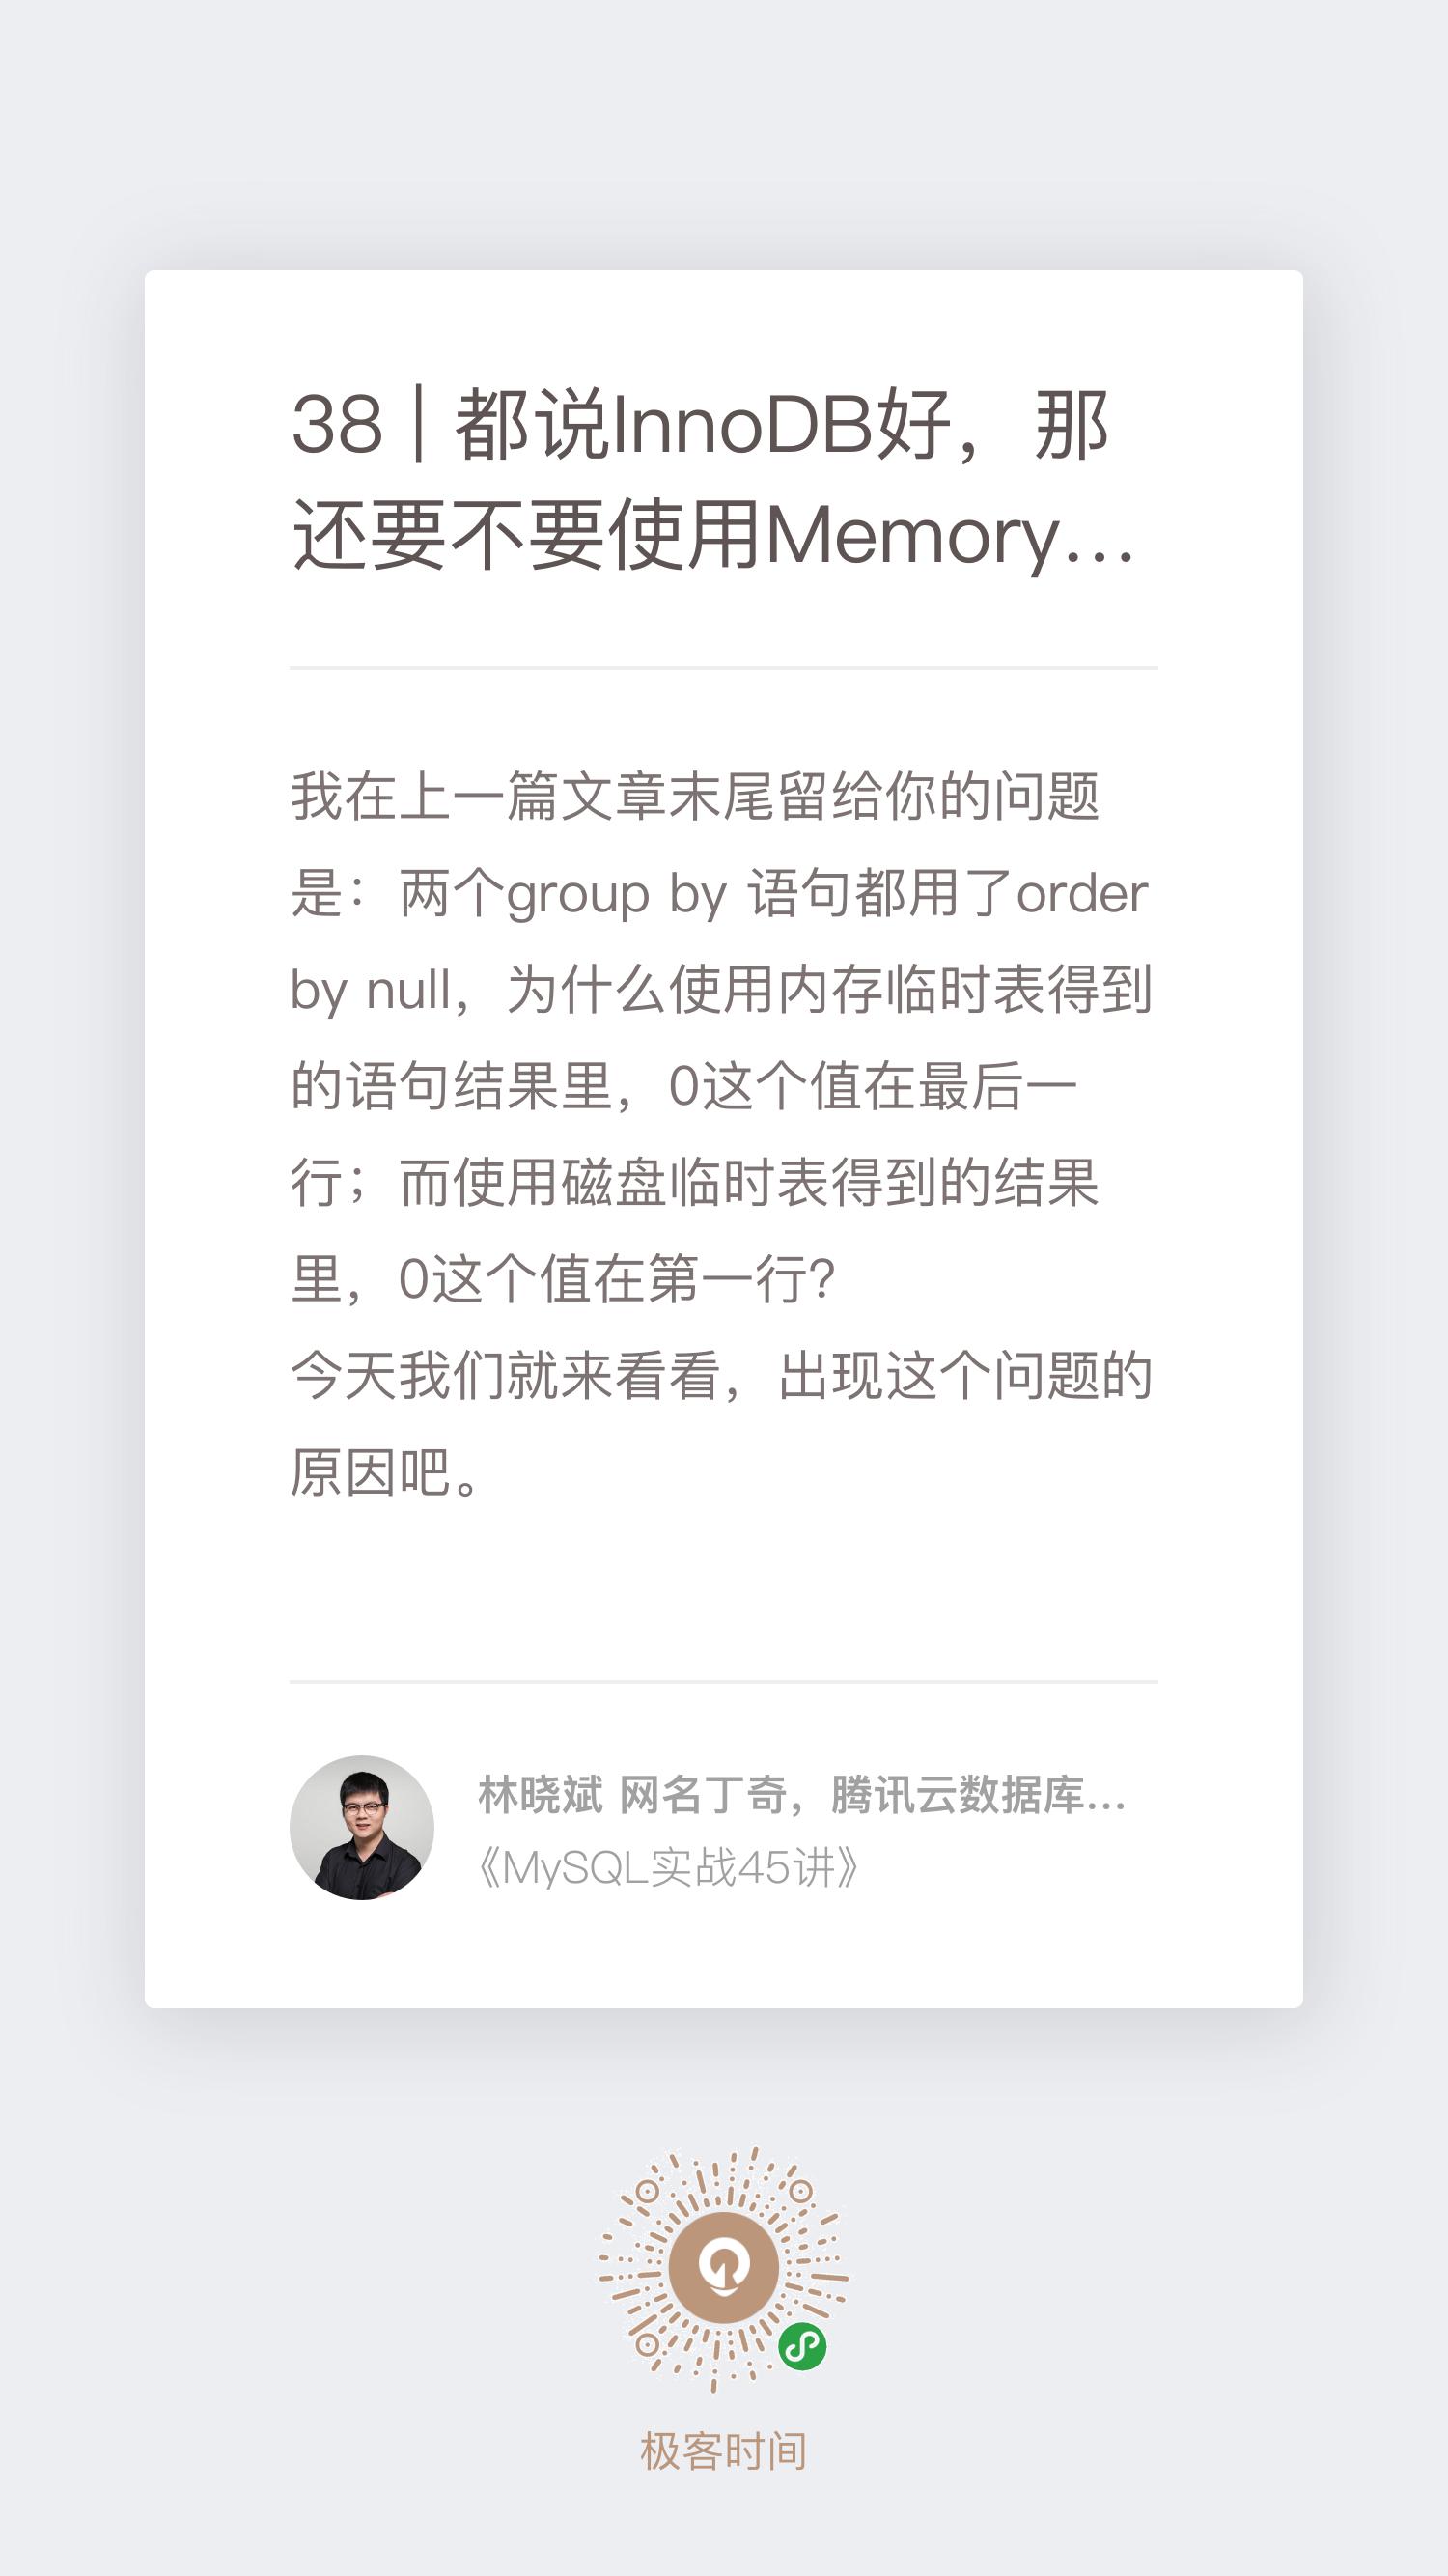 38 | 都说InnoDB好，那
还要不要使用Memory...
我在上一篇文章末尾留给你的问题
是：两个group by 语句都用了order
by null，为什么使用内存临时表得到
的语句结果里，0这个值在最后一
行；而使用磁盘临时表得到的结果
里，0这个值在第一行？
今天我们就来看看，出现这个问题的
原因吧。
林晓斌 网名丁奇，腾讯云数据库...
《MySQL实战45讲》
极客时间